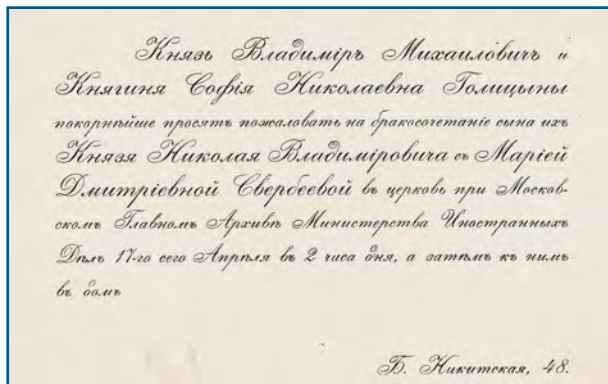 Князь Владиміръ Михаиловичъ и
Княгиня Софія Николаевна Голицыны
покорнѣйше просятъ пожаловать на бракосочетаніе сына ихъ
Князя Николая Владиміровича съ Маріей
Дмитріевной Свербеевой въ церковь при Москов-
скомъ Главномъ Архивѣ Министерства Иностранныхъ
Дѣлъ 17-го сего Апрѣля въ 2 часа дня, а затѣмъ къ нимъ
въ домъ
Б. Никитская, 48.